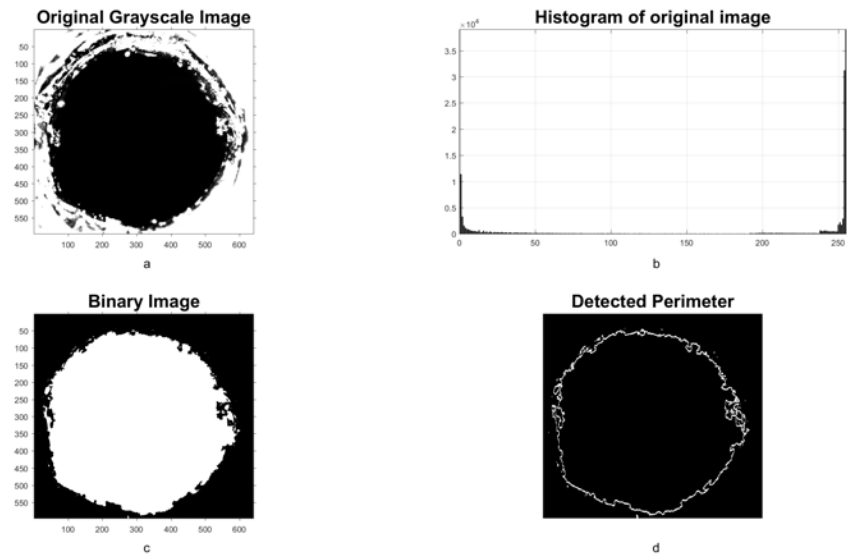 Original Grayscale Image
50
100
150
200
250
300
350
400
450
500
550
100 200 300 400 500 600
a
Histogram of original image
×10⁴
3.5
3
2.5
2
1.5
1
0.5
0
0 50 100 150 200 250
b
Binary Image
50
100
150
200
250
300
350
400
450
500
550
100 200 300 400 500 600
c
Detected Perimeter
d